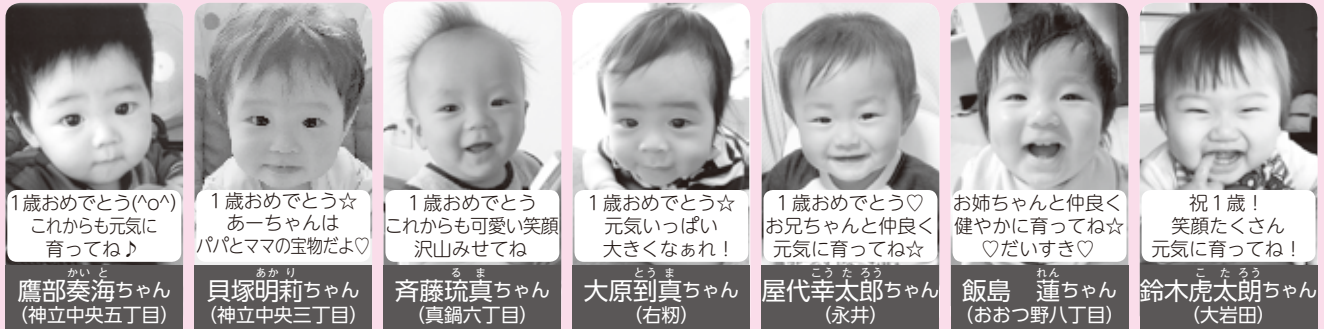 1歳おめでとう(^o^)
これからも元気に
育ってね♪
かいと
鷹部奏海ちゃん
(神立中央五丁目)
1歳おめでとう☆
あーちゃんは
パパとママの宝物だよ♡
あかり
貝塚明莉ちゃん
(神立中央三丁目)
1歳おめでとう
これからも可愛い笑顔
沢山みせてね
るま
斉藤琉真ちゃん
(真鍋六丁目)
1歳おめでとう☆
元気いっぱい
大きくなぁれ！
とうま
大原到真ちゃん
(右籾)
1歳おめでとう♡
お兄ちゃんと仲良く
元気に育ってね☆
こうたろう
屋代幸太郎ちゃん
(永井)
お姉ちゃんと仲良く
健やかに育ってね☆
♡だいすき♡
れん
飯島　蓮ちゃん
(おおつ野八丁目)
祝1歳！
笑顔たくさん
元気に育ってね！
こたろう
鈴木虎太朗ちゃん
(大岩田)